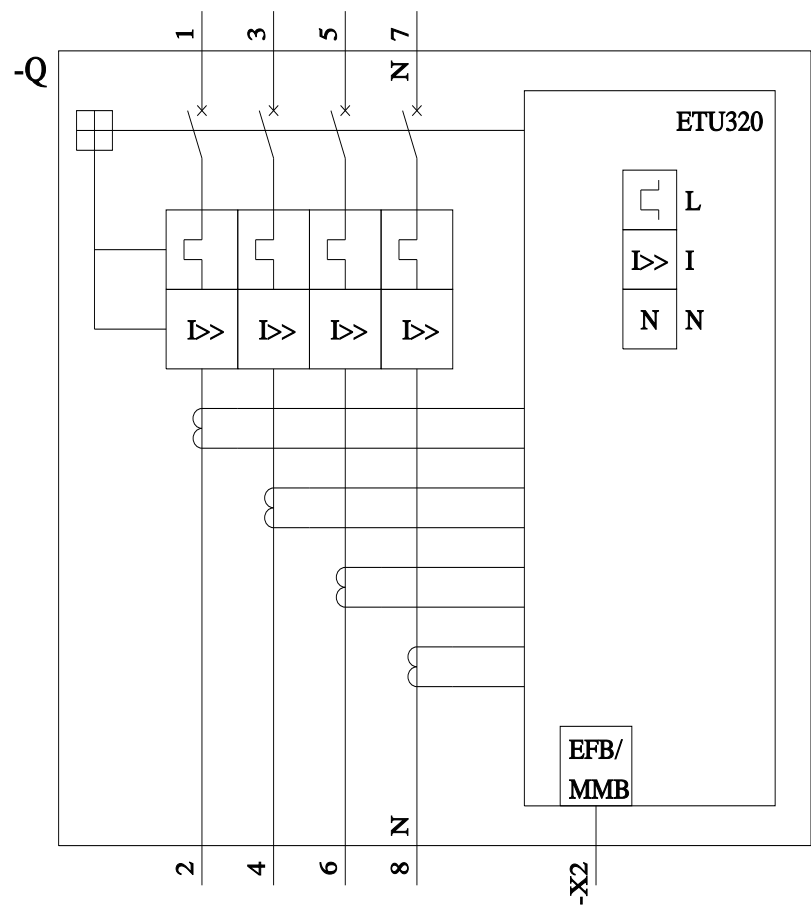 1 3 5 7
-Q
N
ETU320
L
I>> I
N N
I>> I>> I>> I>>
EFB/
MMB
N
2 4 6 8
-X2